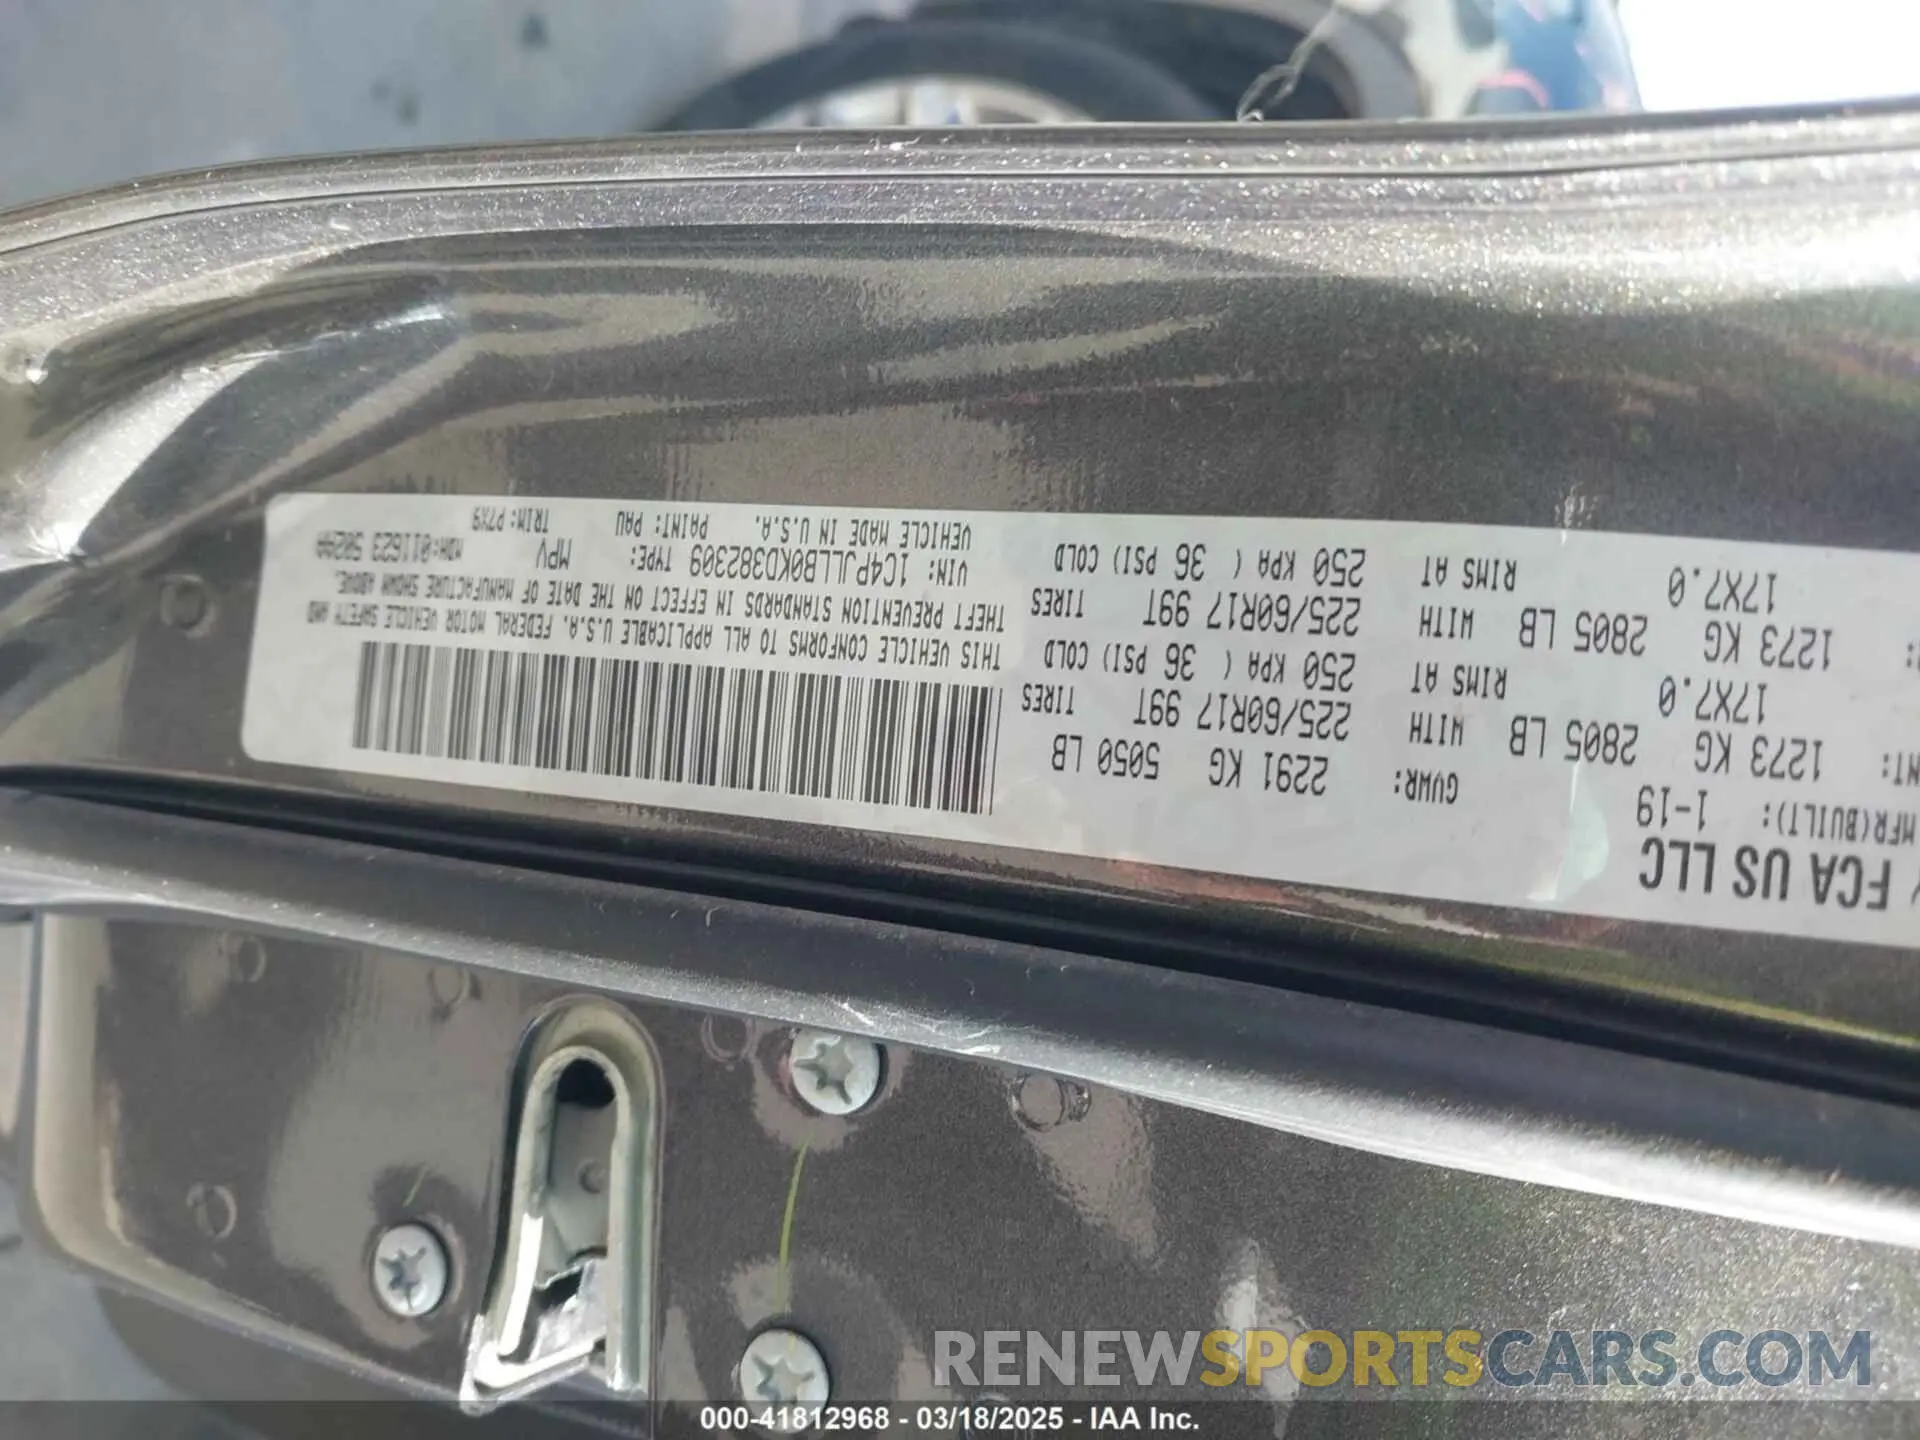 FCA US LLC
MFR(BUILT): 1-19
GVWR: 2291 KG 5050 LB
NT: 1273 KG 2805 LB WITH 225/60R17 99T TIRES
17X7.0 RIMS AT 250 KPA ( 36 PSI) COLD
1273 KG 2805 LB WITH 225/60R17 99T TIRES
17X7.0 RIMS AT 250 KPA ( 36 PSI) COLD
THIS VEHICLE CONFORMS TO ALL APPLICABLE U.S.A. FEDERAL MOTOR VEHICLE SAFETY AND
THEFT PREVENTION STANDARDS IN EFFECT ON THE DATE OF MANUFACTURE SHOWN ABOVE.
VIN: 1C4PJLLB0KD382309 TYPE: MPV MDH:011623 502AA
VEHICLE MADE IN U.S.A. PAINT: PAU TRIM: P7X9
RENEWSPORTSCARS.COM
000-41812968 - 03/18/2025 - IAA Inc.